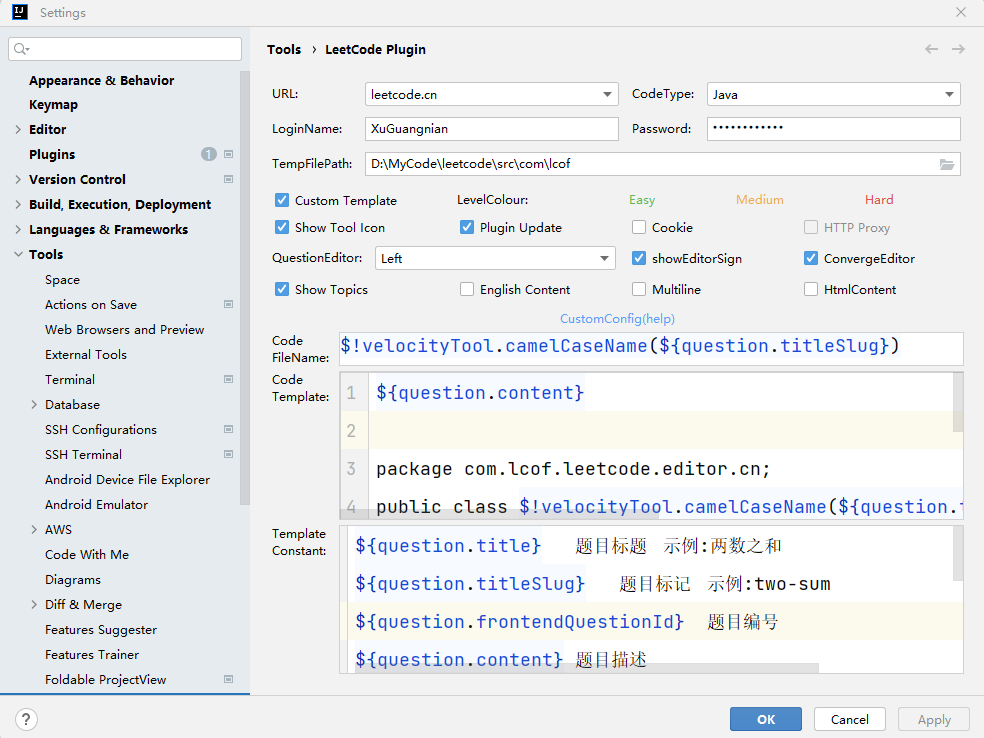 Settings
Appearance & Behavior
Keymap
Editor
Plugins 1
Version Control
Build, Execution, Deployment
Languages & Frameworks
Tools
Space
Actions on Save
Web Browsers and Preview
External Tools
Terminal
Database
SSH Configurations
SSH Terminal
Android Device File Explorer
Android Emulator
AWS
Code With Me
Diagrams
Diff & Merge
Features Suggester
Features Trainer
Foldable ProjectView
Tools › LeetCode Plugin
URL: leetcode.cn CodeType: Java
LoginName: XuGuangnian Password: ••••••••••••
TempFilePath: D:\MyCode\leetcode\src\com\lcof
Custom Template LevelColour: Easy Medium Hard
Show Tool Icon Plugin Update Cookie HTTP Proxy
QuestionEditor: Left showEditorSign ConvergeEditor
Show Topics English Content Multiline HtmlContent
CustomConfig(help)
Code FileName: $!velocityTool.camelCaseName(${question.titleSlug})
Code Template:
1 ${question.content}
2
3 package com.lcof.leetcode.editor.cn;
4 public class $!velocityTool.camelCaseName(${question.
Template Constant:
${question.title} 题目标题 示例:两数之和
${question.titleSlug} 题目标记 示例:two-sum
${question.frontendQuestionId} 题目编号
${question.content} 题目描述
? OK Cancel Apply